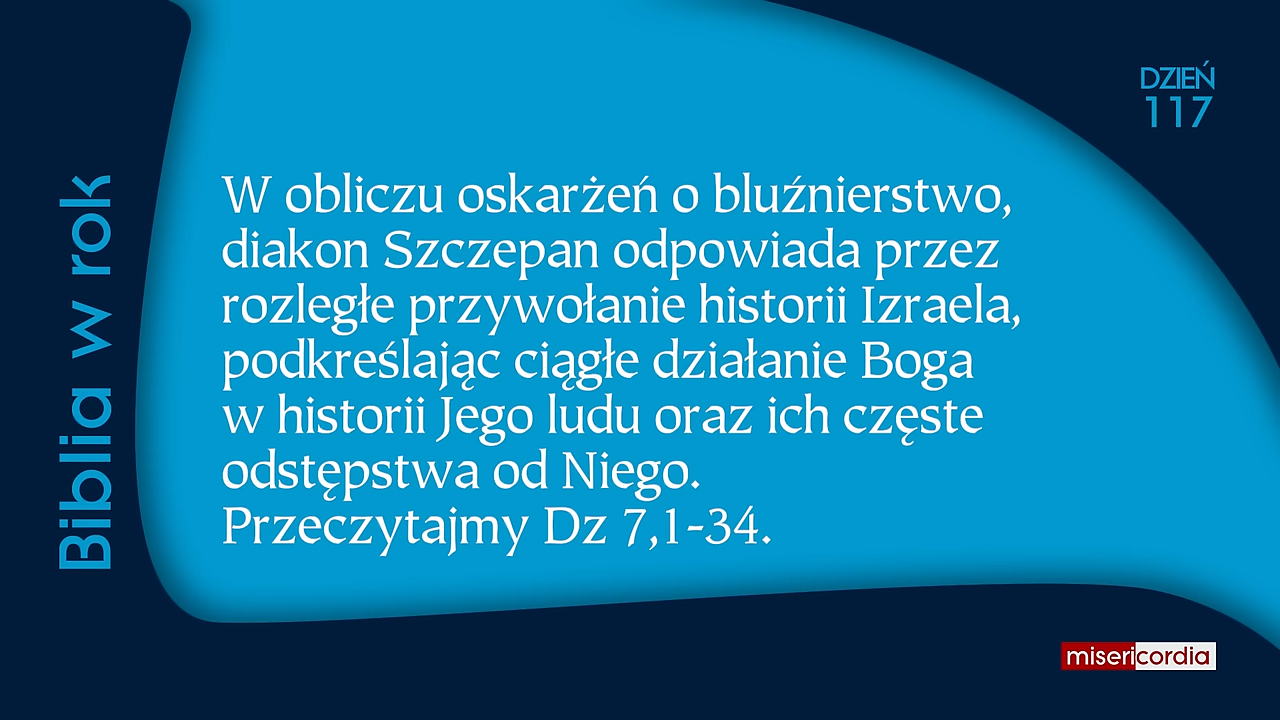 DZIEŃ
117
Biblia w rok
W obliczu oskarżeń o bluźnierstwo,
diakon Szczepan odpowiada przez
rozległe przywołanie historii Izraela,
podkreślając ciągłe działanie Boga
w historii Jego ludu oraz ich częste
odstępstwa od Niego.
Przeczytajmy Dz 7,1-34.
misericordia